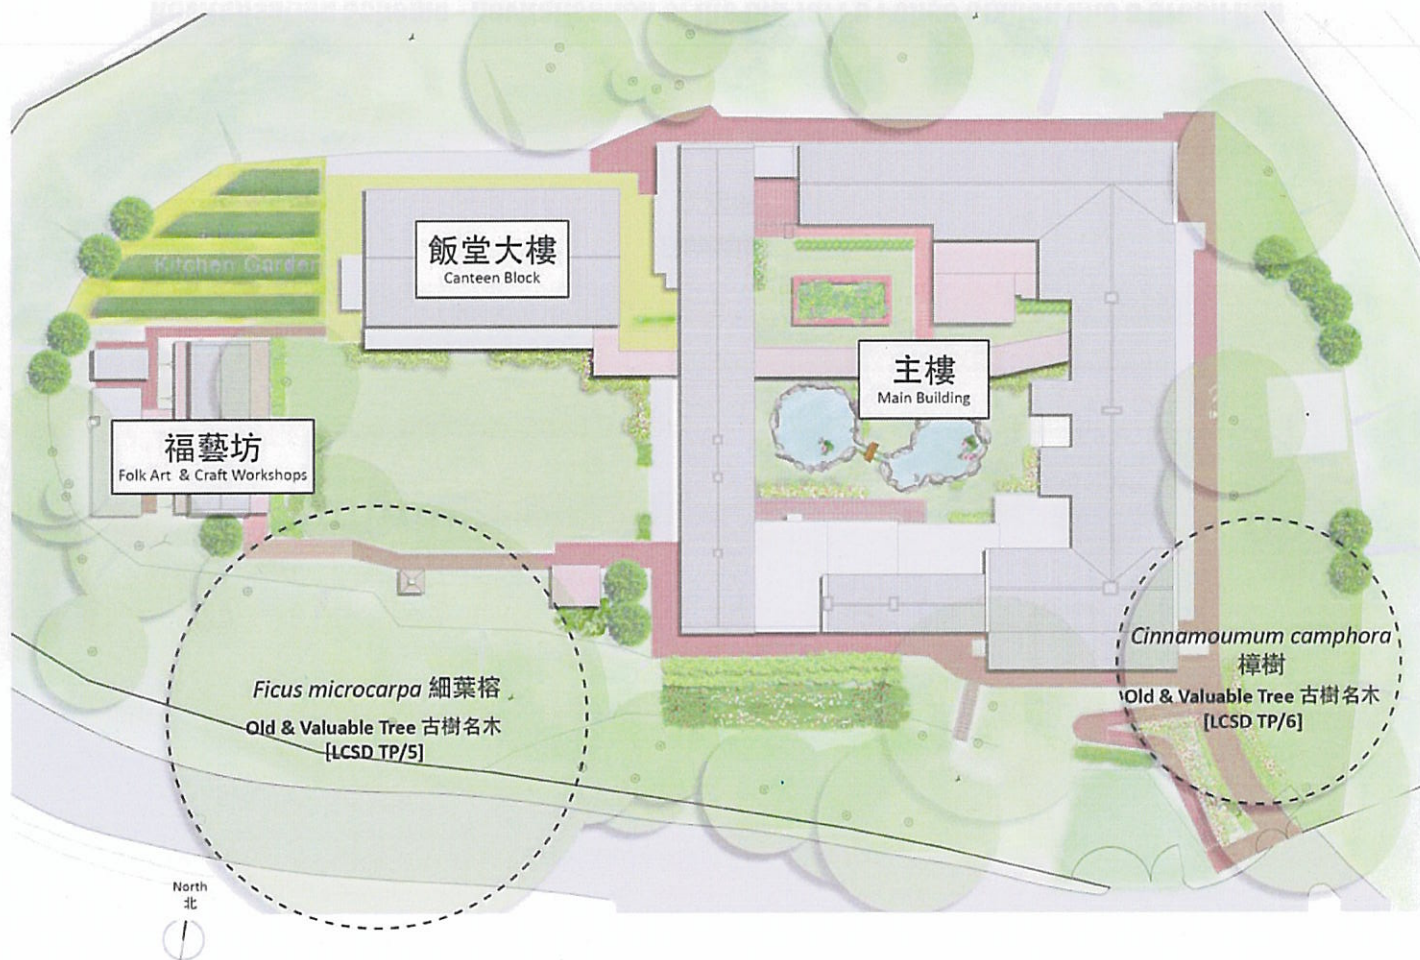 飯堂大樓
Canteen Block
Kitchen Garden
主樓
Main Building
福藝坊
Folk Art & Craft Workshops
Cinnamoumum camphora
樟樹
Old & Valuable Tree 古樹名木
[LCSD TP/6]
Ficus microcarpa 細葉榕
Old & Valuable Tree 古樹名木
[LCSD TP/5]
North
北